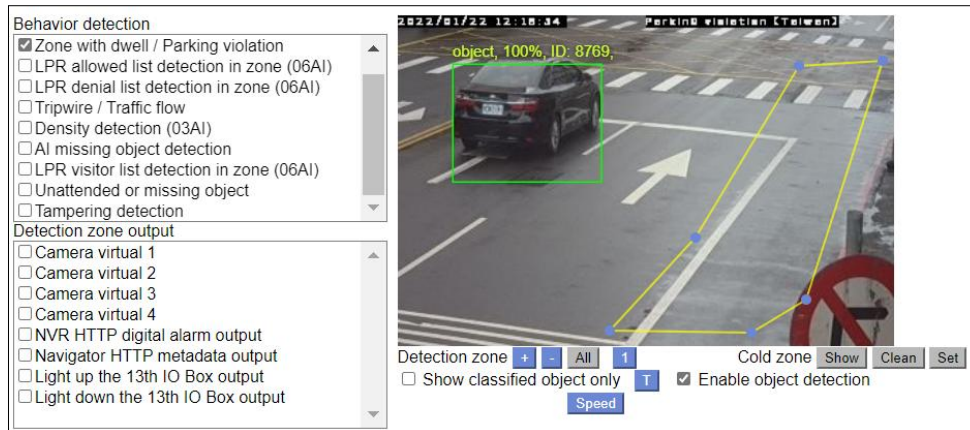 Behavior detection
Zone with dwell / Parking violation
LPR allowed list detection in zone (06AI)
LPR denial list detection in zone (06AI)
Tripwire / Traffic flow
Density detection (03AI)
AI missing object detection
LPR visitor list detection in zone (06AI)
Unattended or missing object
Tampering detection
Detection zone output
Camera virtual 1
Camera virtual 2
Camera virtual 3
Camera virtual 4
NVR HTTP digital alarm output
Navigator HTTP metadata output
Light up the 13th IO Box output
Light down the 13th IO Box output
2022/01/22 12:18:34 Parking violation (Taiwan)
object, 100%, ID: 8769,
Detection zone + - All 1 Cold zone Show Clean Set
Show classified object only T Enable object detection
Speed